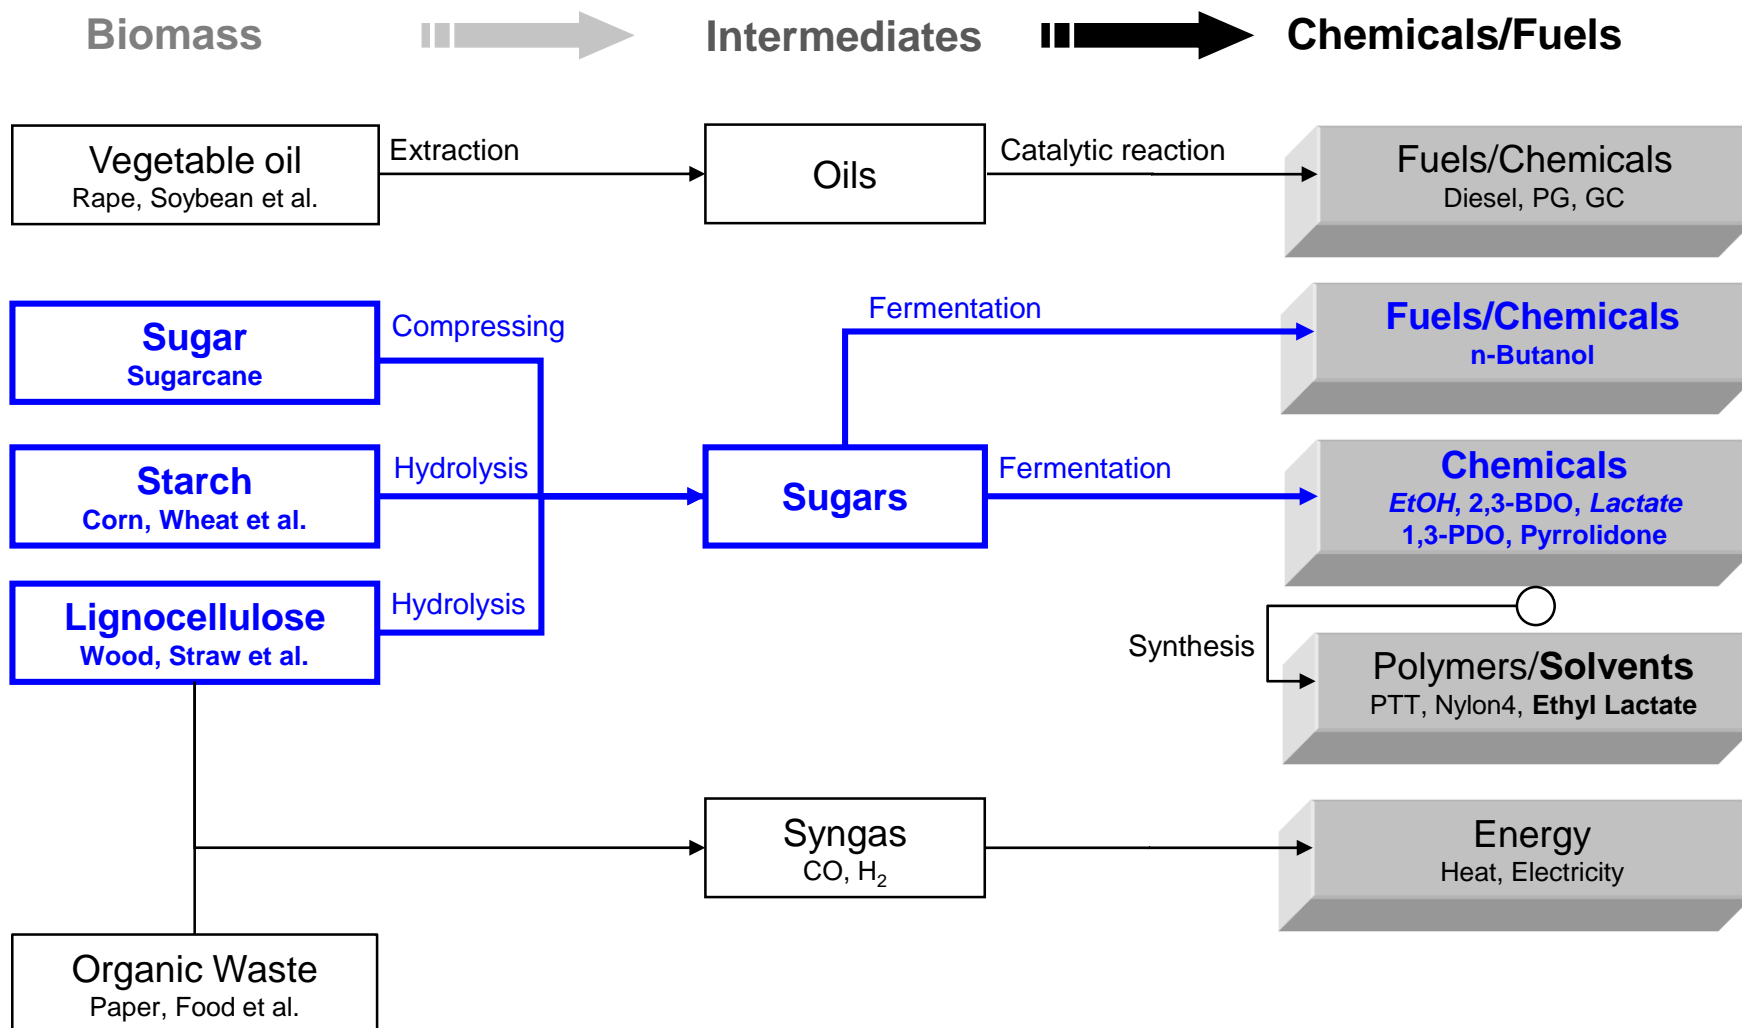 Biomass
Intermediates
Chemicals/Fuels
Vegetable oil
Rape, Soybean et al.
Extraction
Oils
Catalytic reaction
Fuels/Chemicals
Diesel, PG, GC
Sugar
Sugarcane
Compressing
Fermentation
Fuels/Chemicals
n-Butanol
Starch
Corn, Wheat et al.
Hydrolysis
Sugars
Fermentation
Chemicals
EtOH, 2,3-BDO, Lactate
1,3-PDO, Pyrrolidone
Lignocellulose
Wood, Straw et al.
Hydrolysis
Synthesis
Polymers/Solvents
PTT, Nylon4, Ethyl Lactate
Syngas
CO, H₂
Energy
Heat, Electricity
Organic Waste
Paper, Food et al.